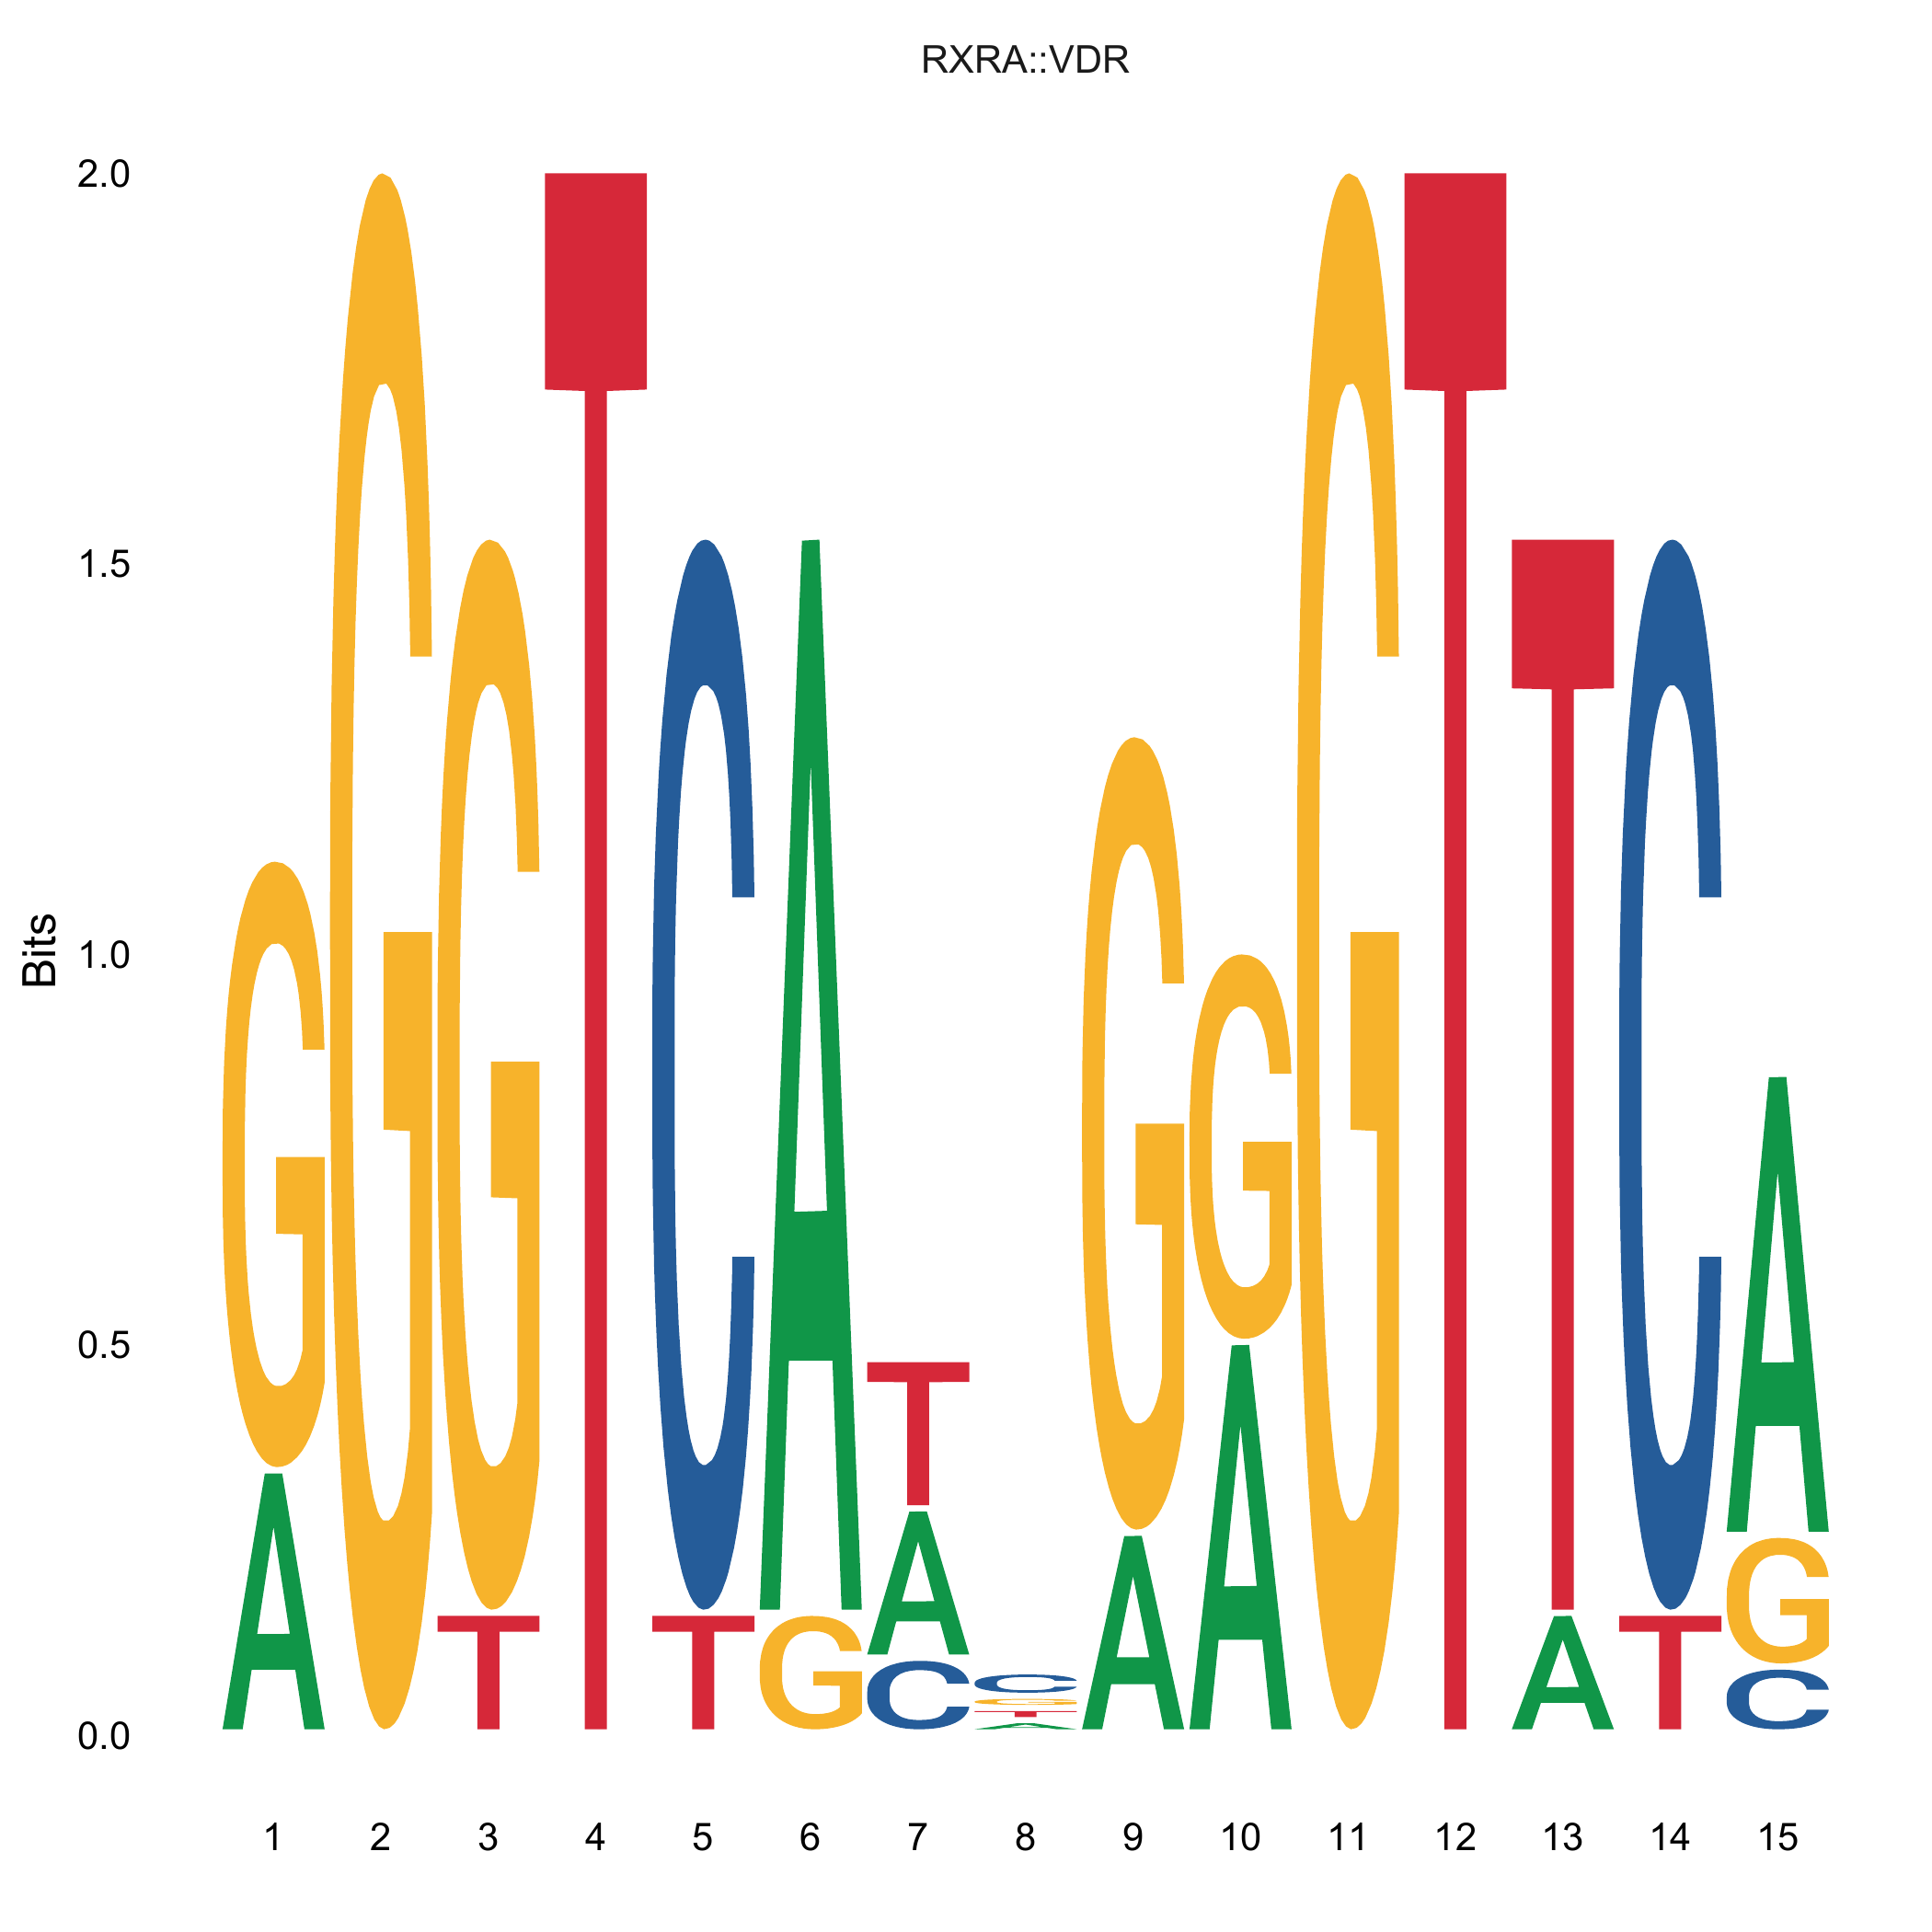 RXRA::VDR
2.0
1.5
1.0
0.5
0.0
Bits
G G G T C A T C G G G T T C A
A T T G A G A A A T G
C T C
A
1 2 3 4 5 6 7 8 9 10 11 12 13 14 15